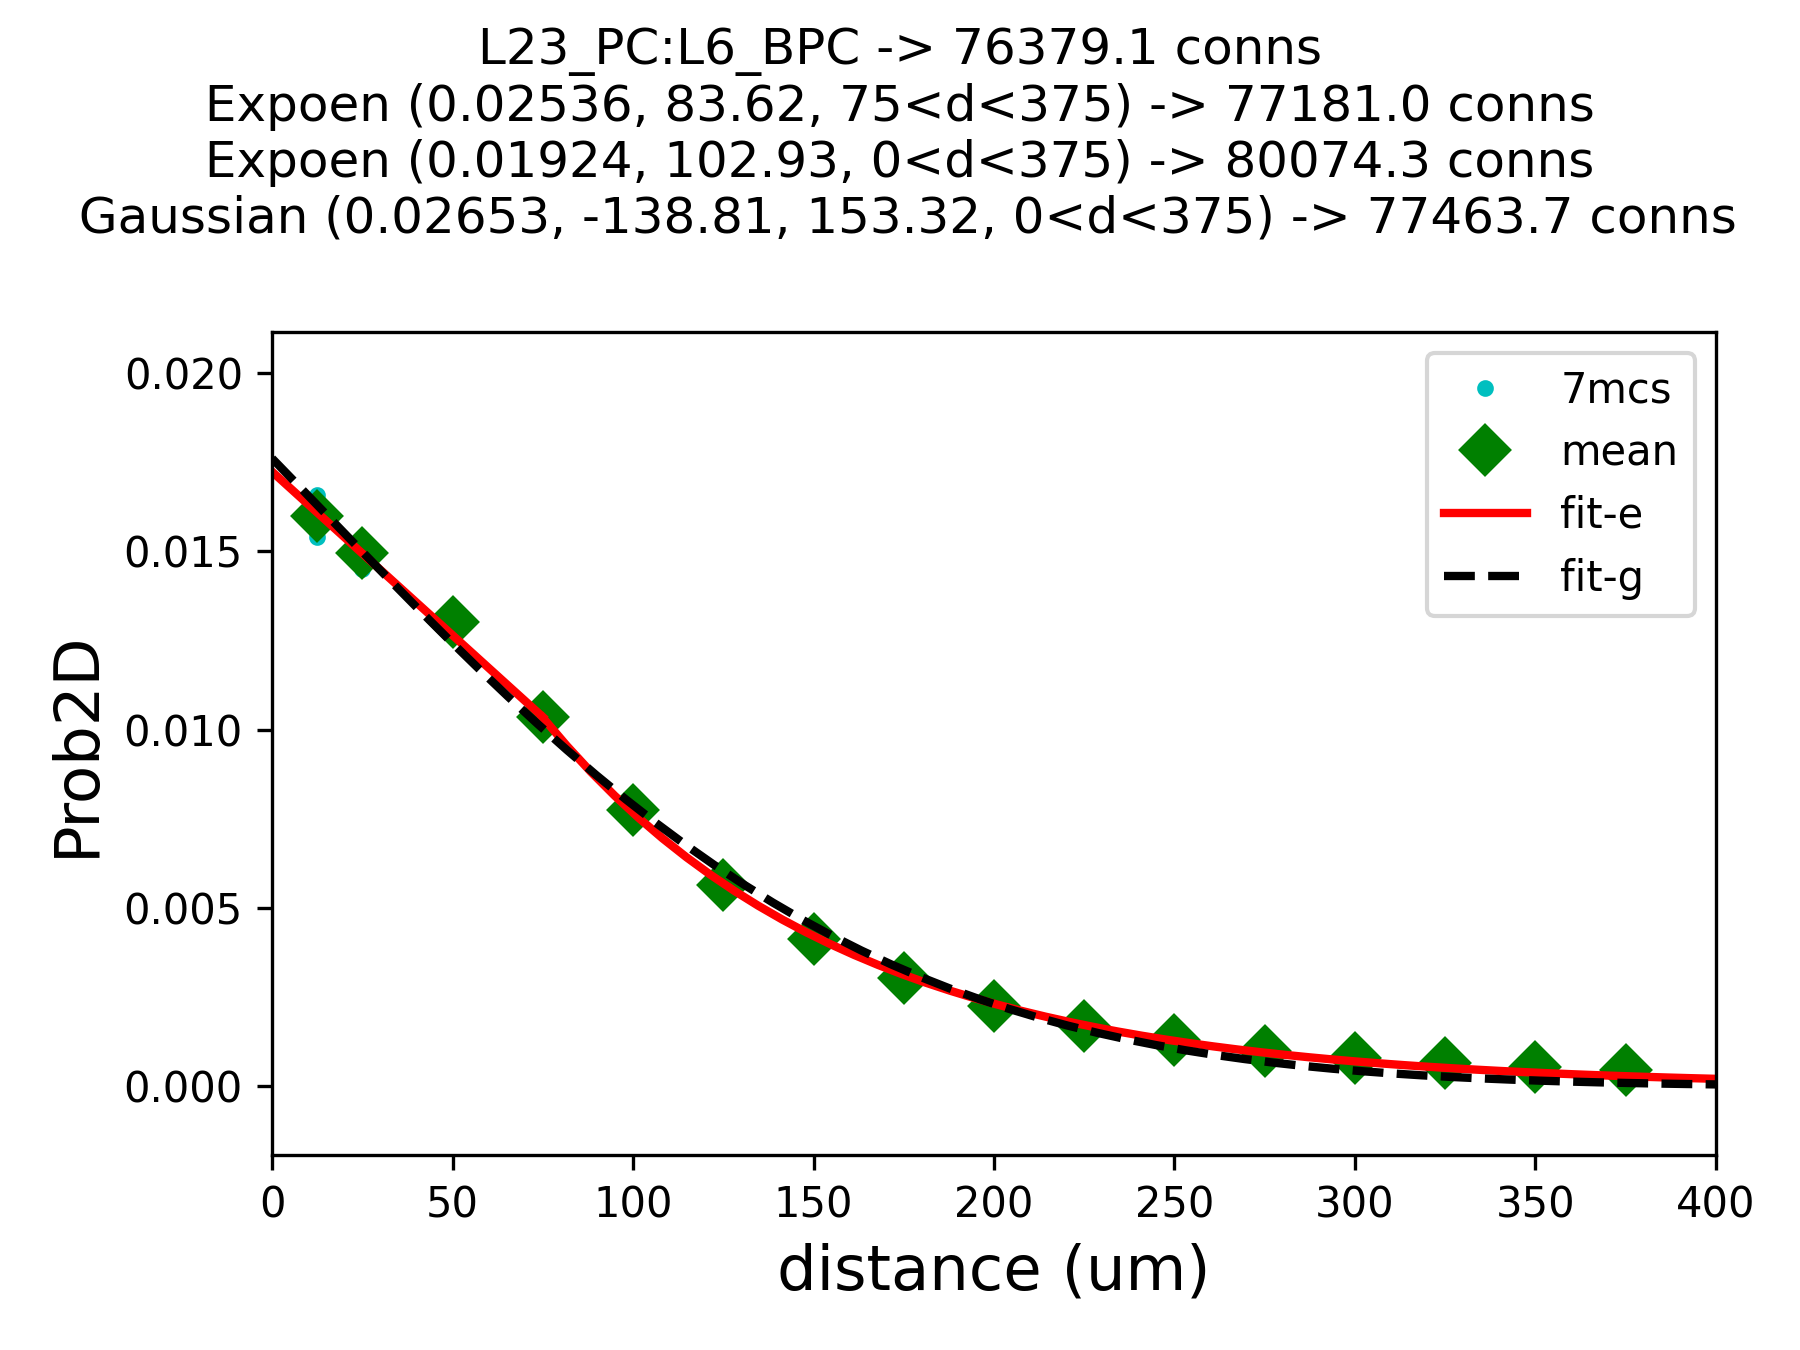 L23_PC:L6_BPC -> 76379.1 conns
Expoen (0.02536, 83.62, 75<d<375) -> 77181.0 conns
Expoen (0.01924, 102.93, 0<d<375) -> 80074.3 conns
Gaussian (0.02653, -138.81, 153.32, 0<d<375) -> 77463.7 conns
7mcs
mean
fit-e
fit-g
Prob2D
0.020
0.015
0.010
0.005
0.000
0 50 100 150 200 250 300 350 400
distance (um)